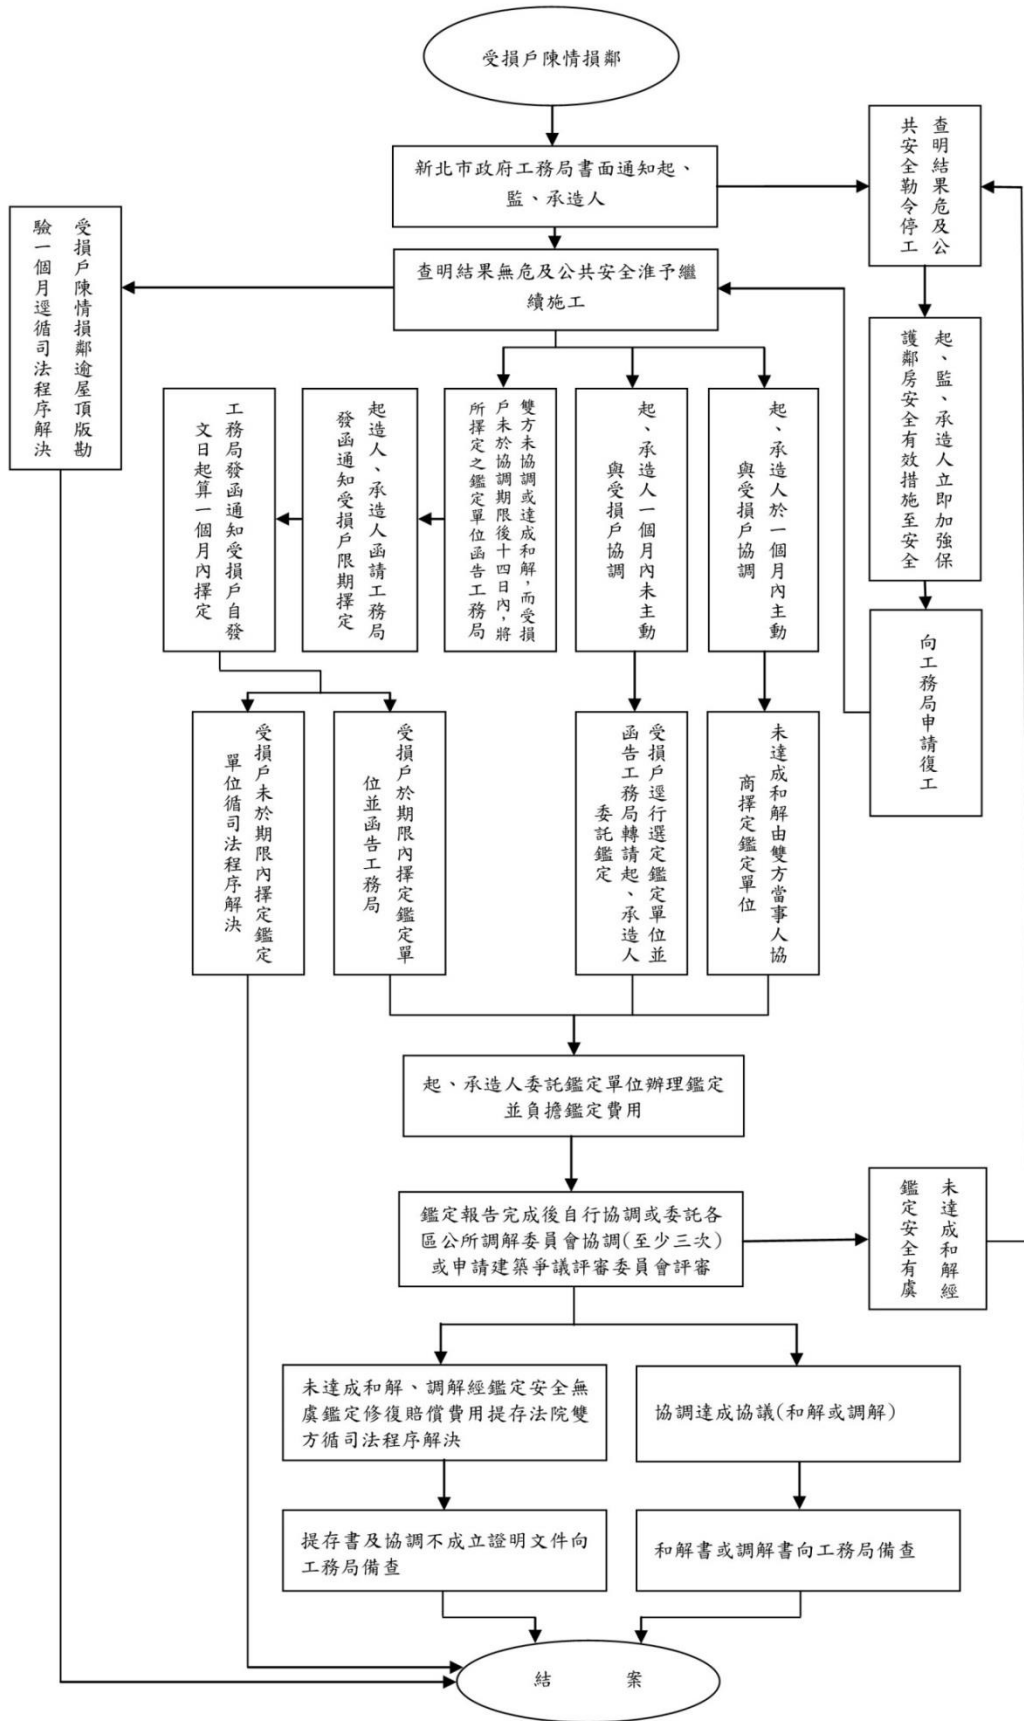 受損戶陳情損鄰
新北市政府工務局書面通知起、
監、承造人
查明結果危及公
共安全勒令停工
受損戶陳情損鄰逾屋頂版勘
驗一個月逕循司法程序解決
查明結果無危及公共安全淮予繼
續施工
起、監、承造人立即加強保
護鄰房安全有效措施至安全
起、承造人於一個月內主動
與受損戶協調
起、承造人一個月內未主動
與受損戶協調
雙方未協調或達成和解，而受損
戶未於協調期限後十四日內，將
所擇定之鑑定單位函告工務局
起造人、承造人函請工務局
發函通知受損戶限期擇定
工務局發函通知受損戶自發
文日起算一個月內擇定
向工務局申請復工
未達成和解由雙方當事人協
商擇定鑑定單位
受損戶逕行選定鑑定單位並
函告工務局轉請起、承造人
委託鑑定
受損戶於期限內擇定鑑定單
位並函告工務局
受損戶未於期限內擇定鑑定
單位循司法程序解決
起、承造人委託鑑定單位辦理鑑定
並負擔鑑定費用
鑑定報告完成後自行協調或委託各
區公所調解委員會協調(至少三次)
或申請建築爭議評審委員會評審
未達成和解經
鑑定安全有虞
未達成和解、調解經鑑定安全無
虞鑑定修復賠償費用提存法院雙
方循司法程序解決
協調達成協議(和解或調解)
提存書及協調不成立證明文件向
工務局備查
和解書或調解書向工務局備查
結 案